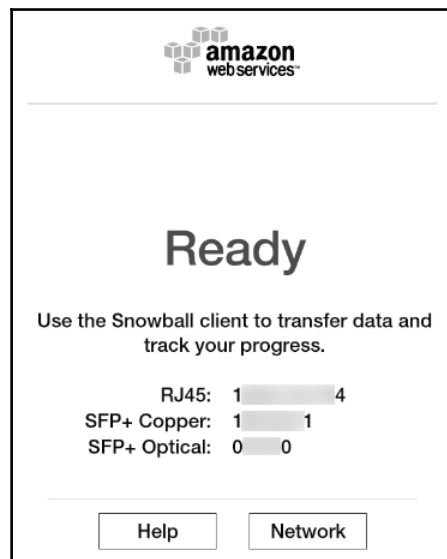 amazon
webservices™
Ready
Use the Snowball client to transfer data and
track your progress.
RJ45: 1 4
SFP+ Copper: 1 1
SFP+ Optical: 0 0
Help Network